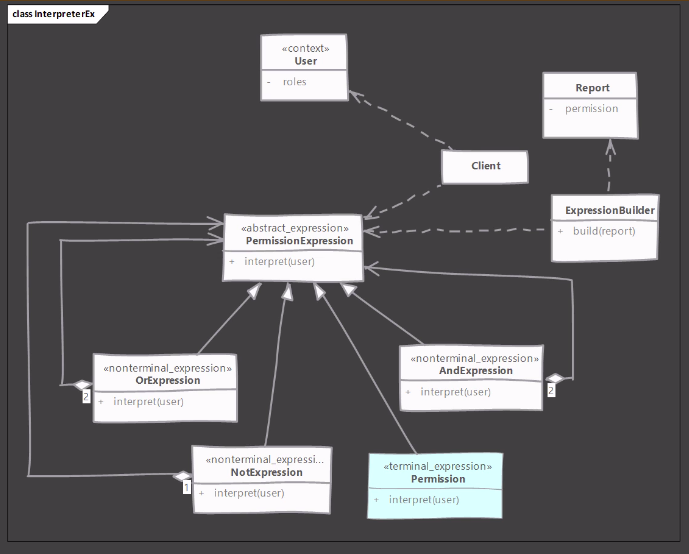 class InterpreterEx
«context»
User
- roles
Report
- permission
Client
ExpressionBuilder
+ build(report)
«abstract_expression»
PermissionExpression
+ interpret(user)
«nonterminal_expression»
OrExpression
+ interpret(user)
2
«nonterminal_expression»
AndExpression
+ interpret(user)
2
«nonterminal_expressi...
NotExpression
+ interpret(user)
1
«terminal_expression»
Permission
+ interpret(user)